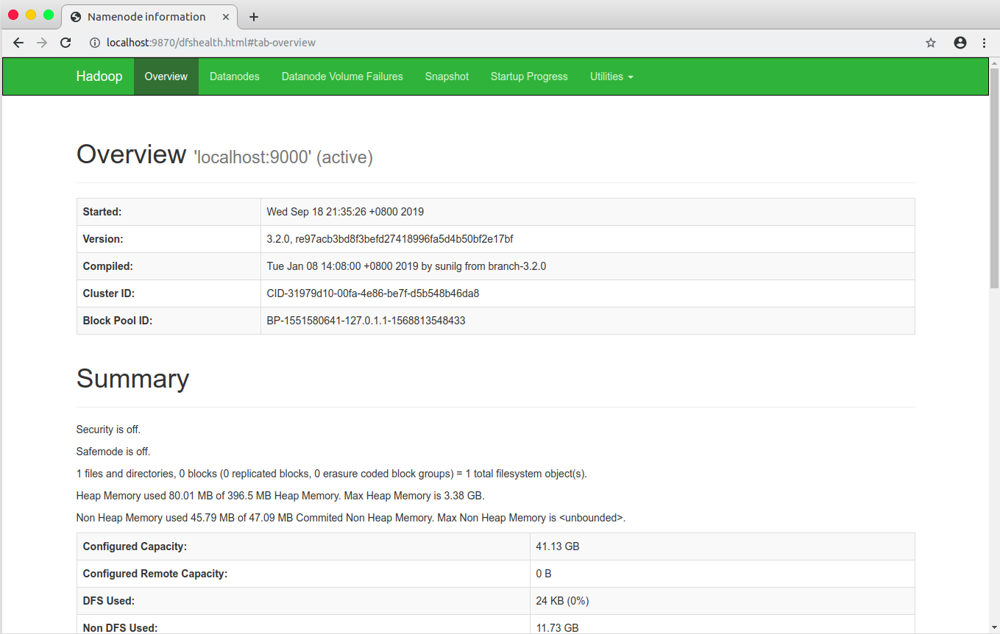 Namenode information
localhost:9870/dfshealth.html#tab-overview
Hadoop Overview Datanodes Datanode Volume Failures Snapshot Startup Progress Utilities
Overview 'localhost:9000' (active)
Started: Wed Sep 18 21:35:26 +0800 2019
Version: 3.2.0, re97acb3bd8f3befd27418996fa5d4b50bf2e17bf
Compiled: Tue Jan 08 14:08:00 +0800 2019 by sunilg from branch-3.2.0
Cluster ID: CID-31979d10-00fa-4e86-be7f-d5b548b46da8
Block Pool ID: BP-1551580641-127.0.1.1-1568813548433
Summary
Security is off.
Safemode is off.
1 files and directories, 0 blocks (0 replicated blocks, 0 erasure coded block groups) = 1 total filesystem object(s).
Heap Memory used 80.01 MB of 396.5 MB Heap Memory. Max Heap Memory is 3.38 GB.
Non Heap Memory used 45.79 MB of 47.09 MB Commited Non Heap Memory. Max Non Heap Memory is <unbounded>.
Configured Capacity: 41.13 GB
Configured Remote Capacity: 0 B
DFS Used: 24 KB (0%)
Non DFS Used: 11.73 GB